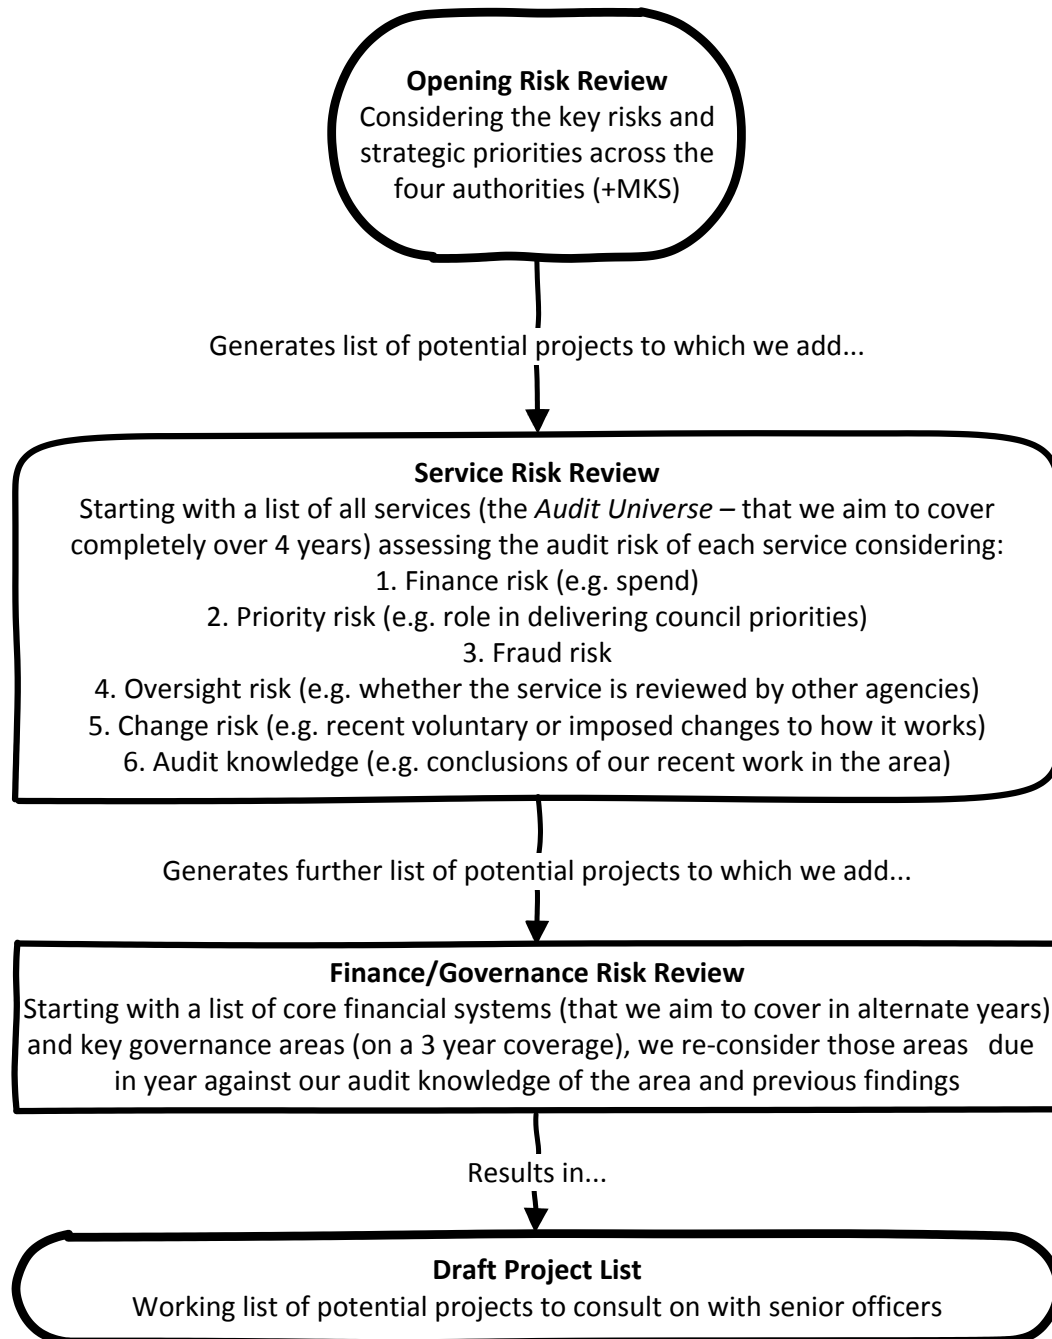 Opening Risk Review
Considering the key risks and
strategic priorities across the
four authorities (+MKS)
Generates list of potential projects to which we add...
Service Risk Review
Starting with a list of all services (the Audit Universe – that we aim to cover
completely over 4 years) assessing the audit risk of each service considering:
1. Finance risk (e.g. spend)
2. Priority risk (e.g. role in delivering council priorities)
3. Fraud risk
4. Oversight risk (e.g. whether the service is reviewed by other agencies)
5. Change risk (e.g. recent voluntary or imposed changes to how it works)
6. Audit knowledge (e.g. conclusions of our recent work in the area)
Generates further list of potential projects to which we add...
Finance/Governance Risk Review
Starting with a list of core financial systems (that we aim to cover in alternate years)
and key governance areas (on a 3 year coverage), we re-consider those areas due
in year against our audit knowledge of the area and previous findings
Results in...
Draft Project List
Working list of potential projects to consult on with senior officers